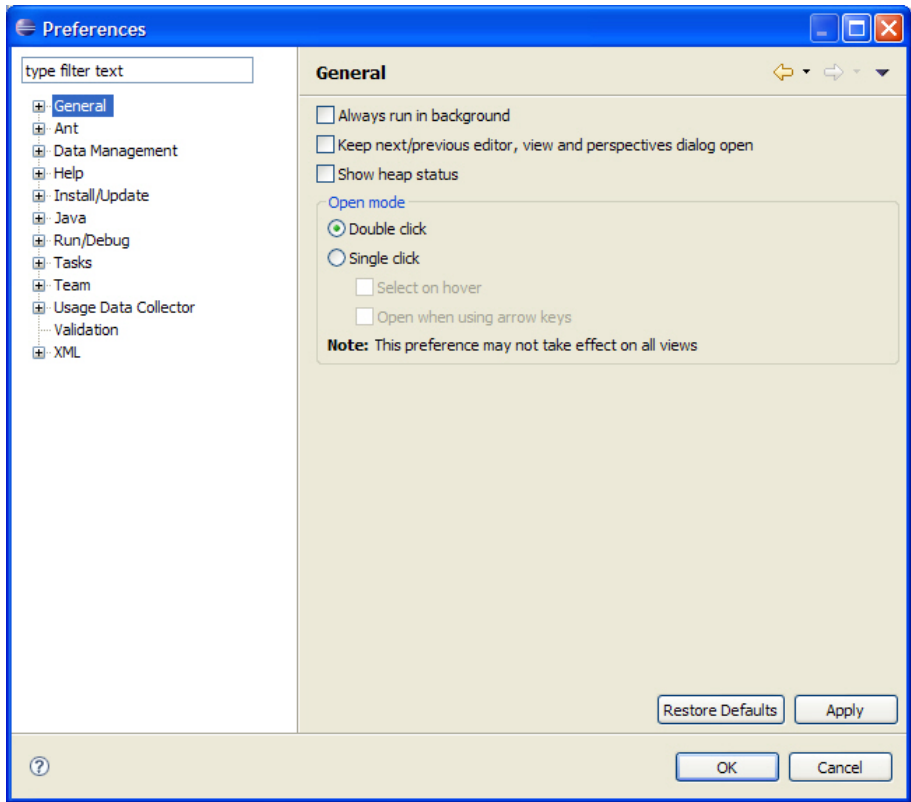 Preferences
type filter text
General
Ant
Data Management
Help
Install/Update
Java
Run/Debug
Tasks
Team
Usage Data Collector
Validation
XML
General
Always run in background
Keep next/previous editor, view and perspectives dialog open
Show heap status
Open mode
Double click
Single click
Select on hover
Open when using arrow keys
Note: This preference may not take effect on all views
Restore Defaults Apply
OK Cancel